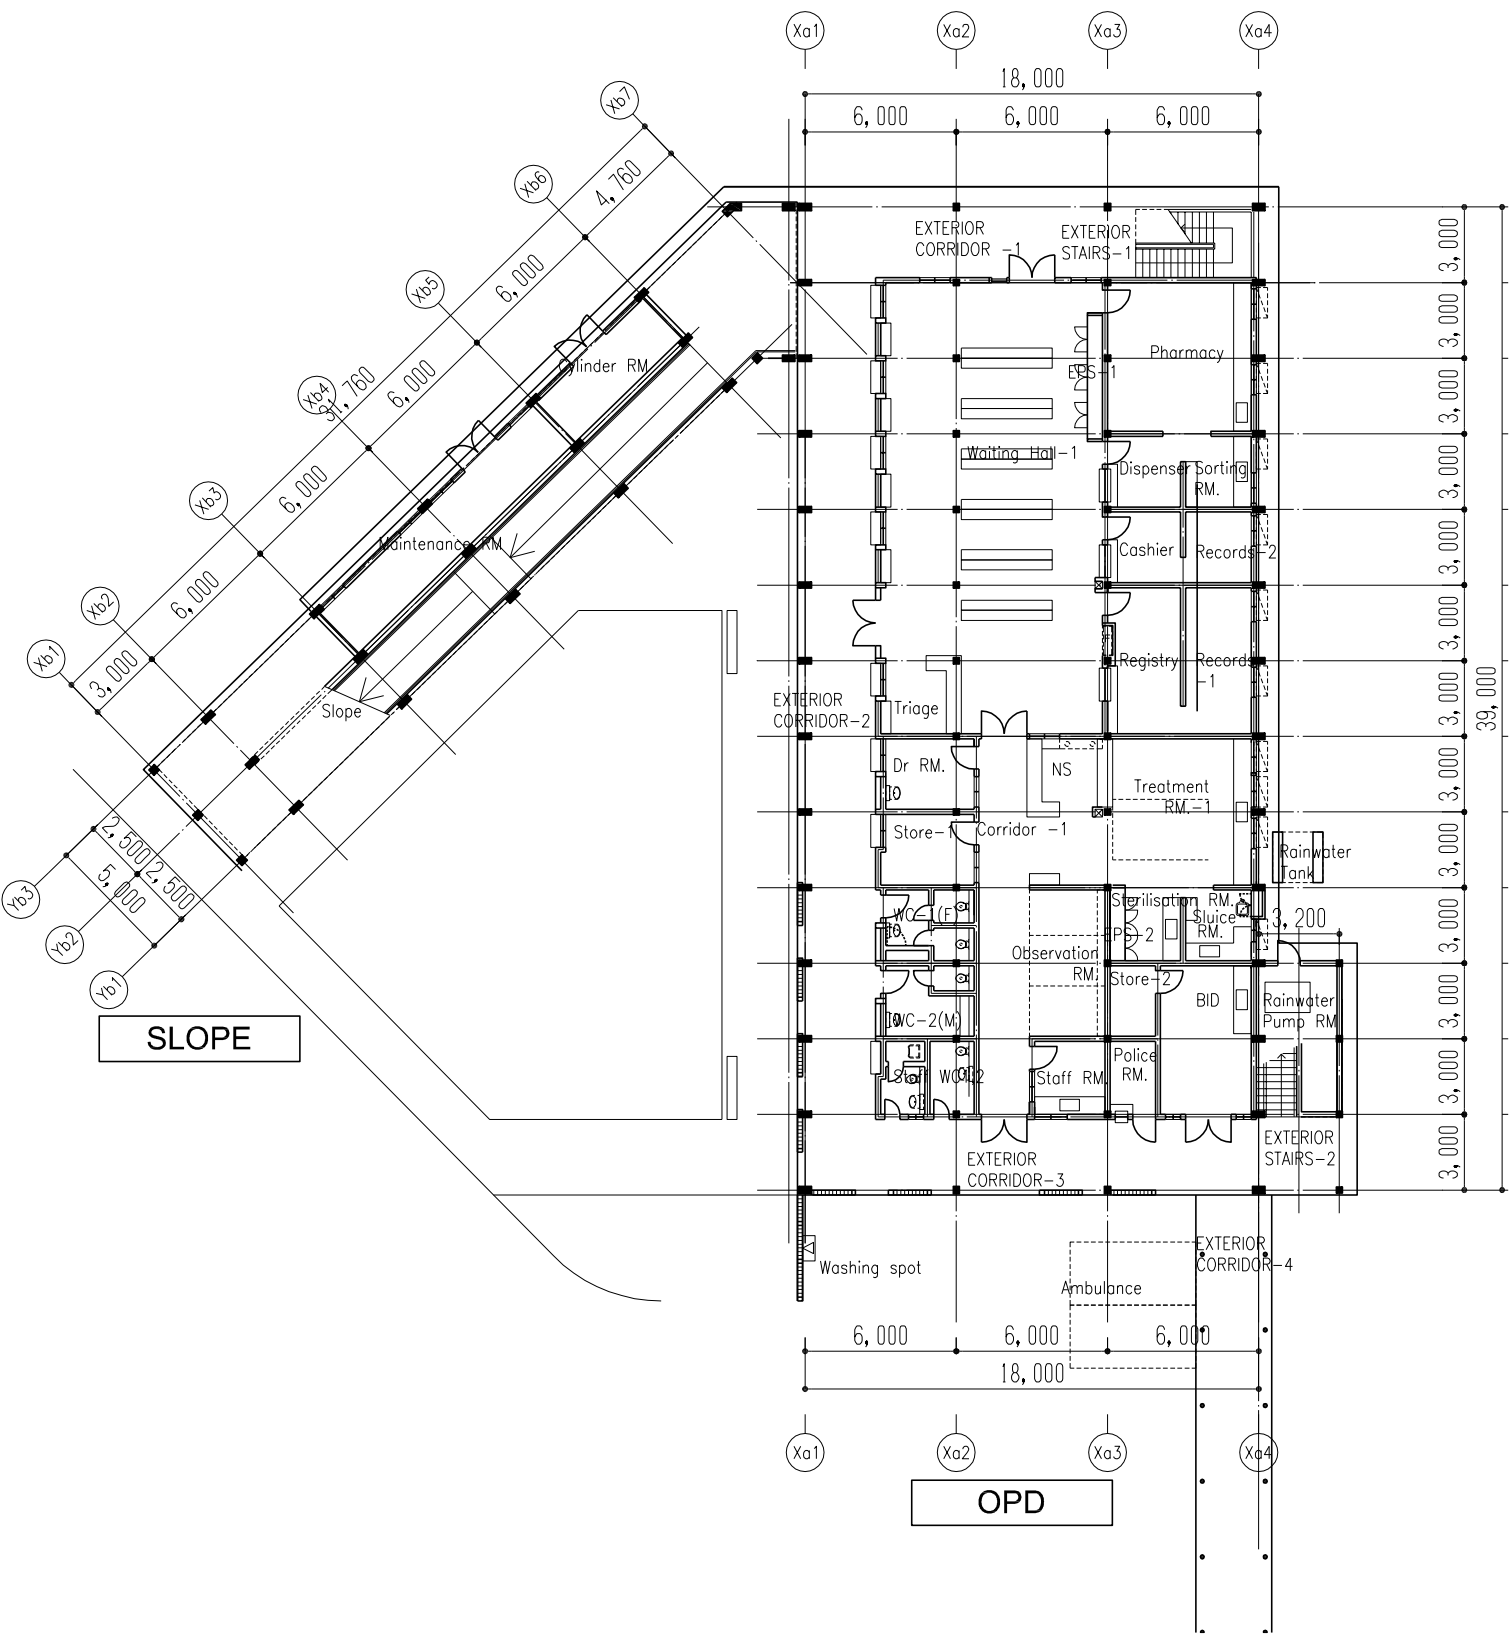 Xa1
Xa2
Xa3
Xa4
18,000
6,000
6,000
6,000
Xb7
Xb6
Xb5
Xb4
Xb3
Xb2
Xb1
4,760
6,000
6,000
31,760
6,000
6,000
3,000
EXTERIOR
CORRIDOR -1
EXTERIOR
STAIRS-1
3,000
3,000
3,000
3,000
3,000
3,000
3,000
3,000
3,000
3,000
3,000
3,000
3,000
39,000
Cylinder RM
Maintenance RM
Slope
Pharmacy
EPS-1
Waiting Hall-1
Dispenser
Sorting
RM.
Cashier
Records-2
Registry
Records
-1
EXTERIOR
CORRIDOR-2
Triage
Dr RM.
NS
Treatment
RM.-1
Store-1
Corridor -1
Rainwater
Tank
Sterilisation RM.
WC-1(F)
Sluice
RM.
3,200
EPS-2
Observation
RM.
Store-2
BID
Rainwater
Pump RM
WC-2(M)
Police
RM.
Staff RM.
EXTERIOR
STAIRS-2
EXTERIOR
CORRIDOR-3
2,500
2,500
5,000
Yb3
Yb2
Yb1
SLOPE
Washing spot
EXTERIOR
CORRIDOR-4
Ambulance
6,000
6,000
6,000
18,000
Xa1
Xa2
Xa3
Xa4
OPD